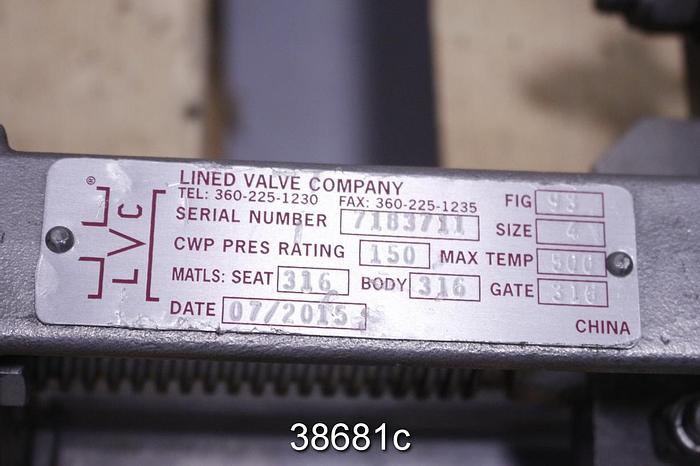 ® LVC
LINED VALVE COMPANY
TEL: 360-225-1230 FAX: 360-225-1235
SERIAL NUMBER 7183711
CWP PRES RATING 150
MATLS: SEAT 316 BODY 316 GATE 316
DATE 07/2015
FIG 93
SIZE 4
MAX TEMP 500
CHINA
38681c